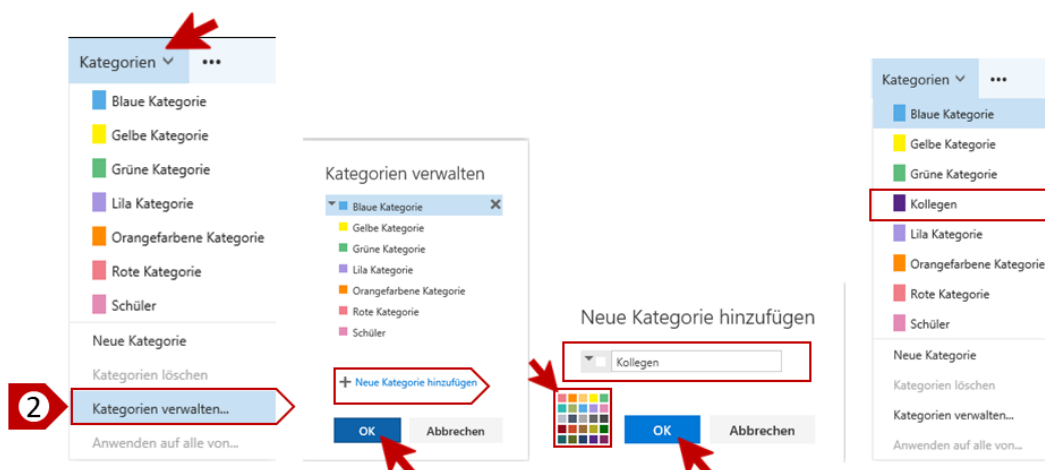 Kategorien
Blaue Kategorie
Gelbe Kategorie
Grüne Kategorie
Lila Kategorie
Orangefarbene Kategorie
Rote Kategorie
Schüler
Neue Kategorie
Kategorien löschen
2
Kategorien verwalten...
Anwenden auf alle von...
Kategorien verwalten
Blaue Kategorie
Gelbe Kategorie
Grüne Kategorie
Lila Kategorie
Orangefarbene Kategorie
Rote Kategorie
Schüler
+ Neue Kategorie hinzufügen
OK Abbrechen
Neue Kategorie hinzufügen
Kollegen
OK Abbrechen
Kategorien
Blaue Kategorie
Gelbe Kategorie
Grüne Kategorie
Kollegen
Lila Kategorie
Orangefarbene Kategorie
Rote Kategorie
Schüler
Neue Kategorie
Kategorien löschen
Kategorien verwalten...
Anwenden auf alle von...